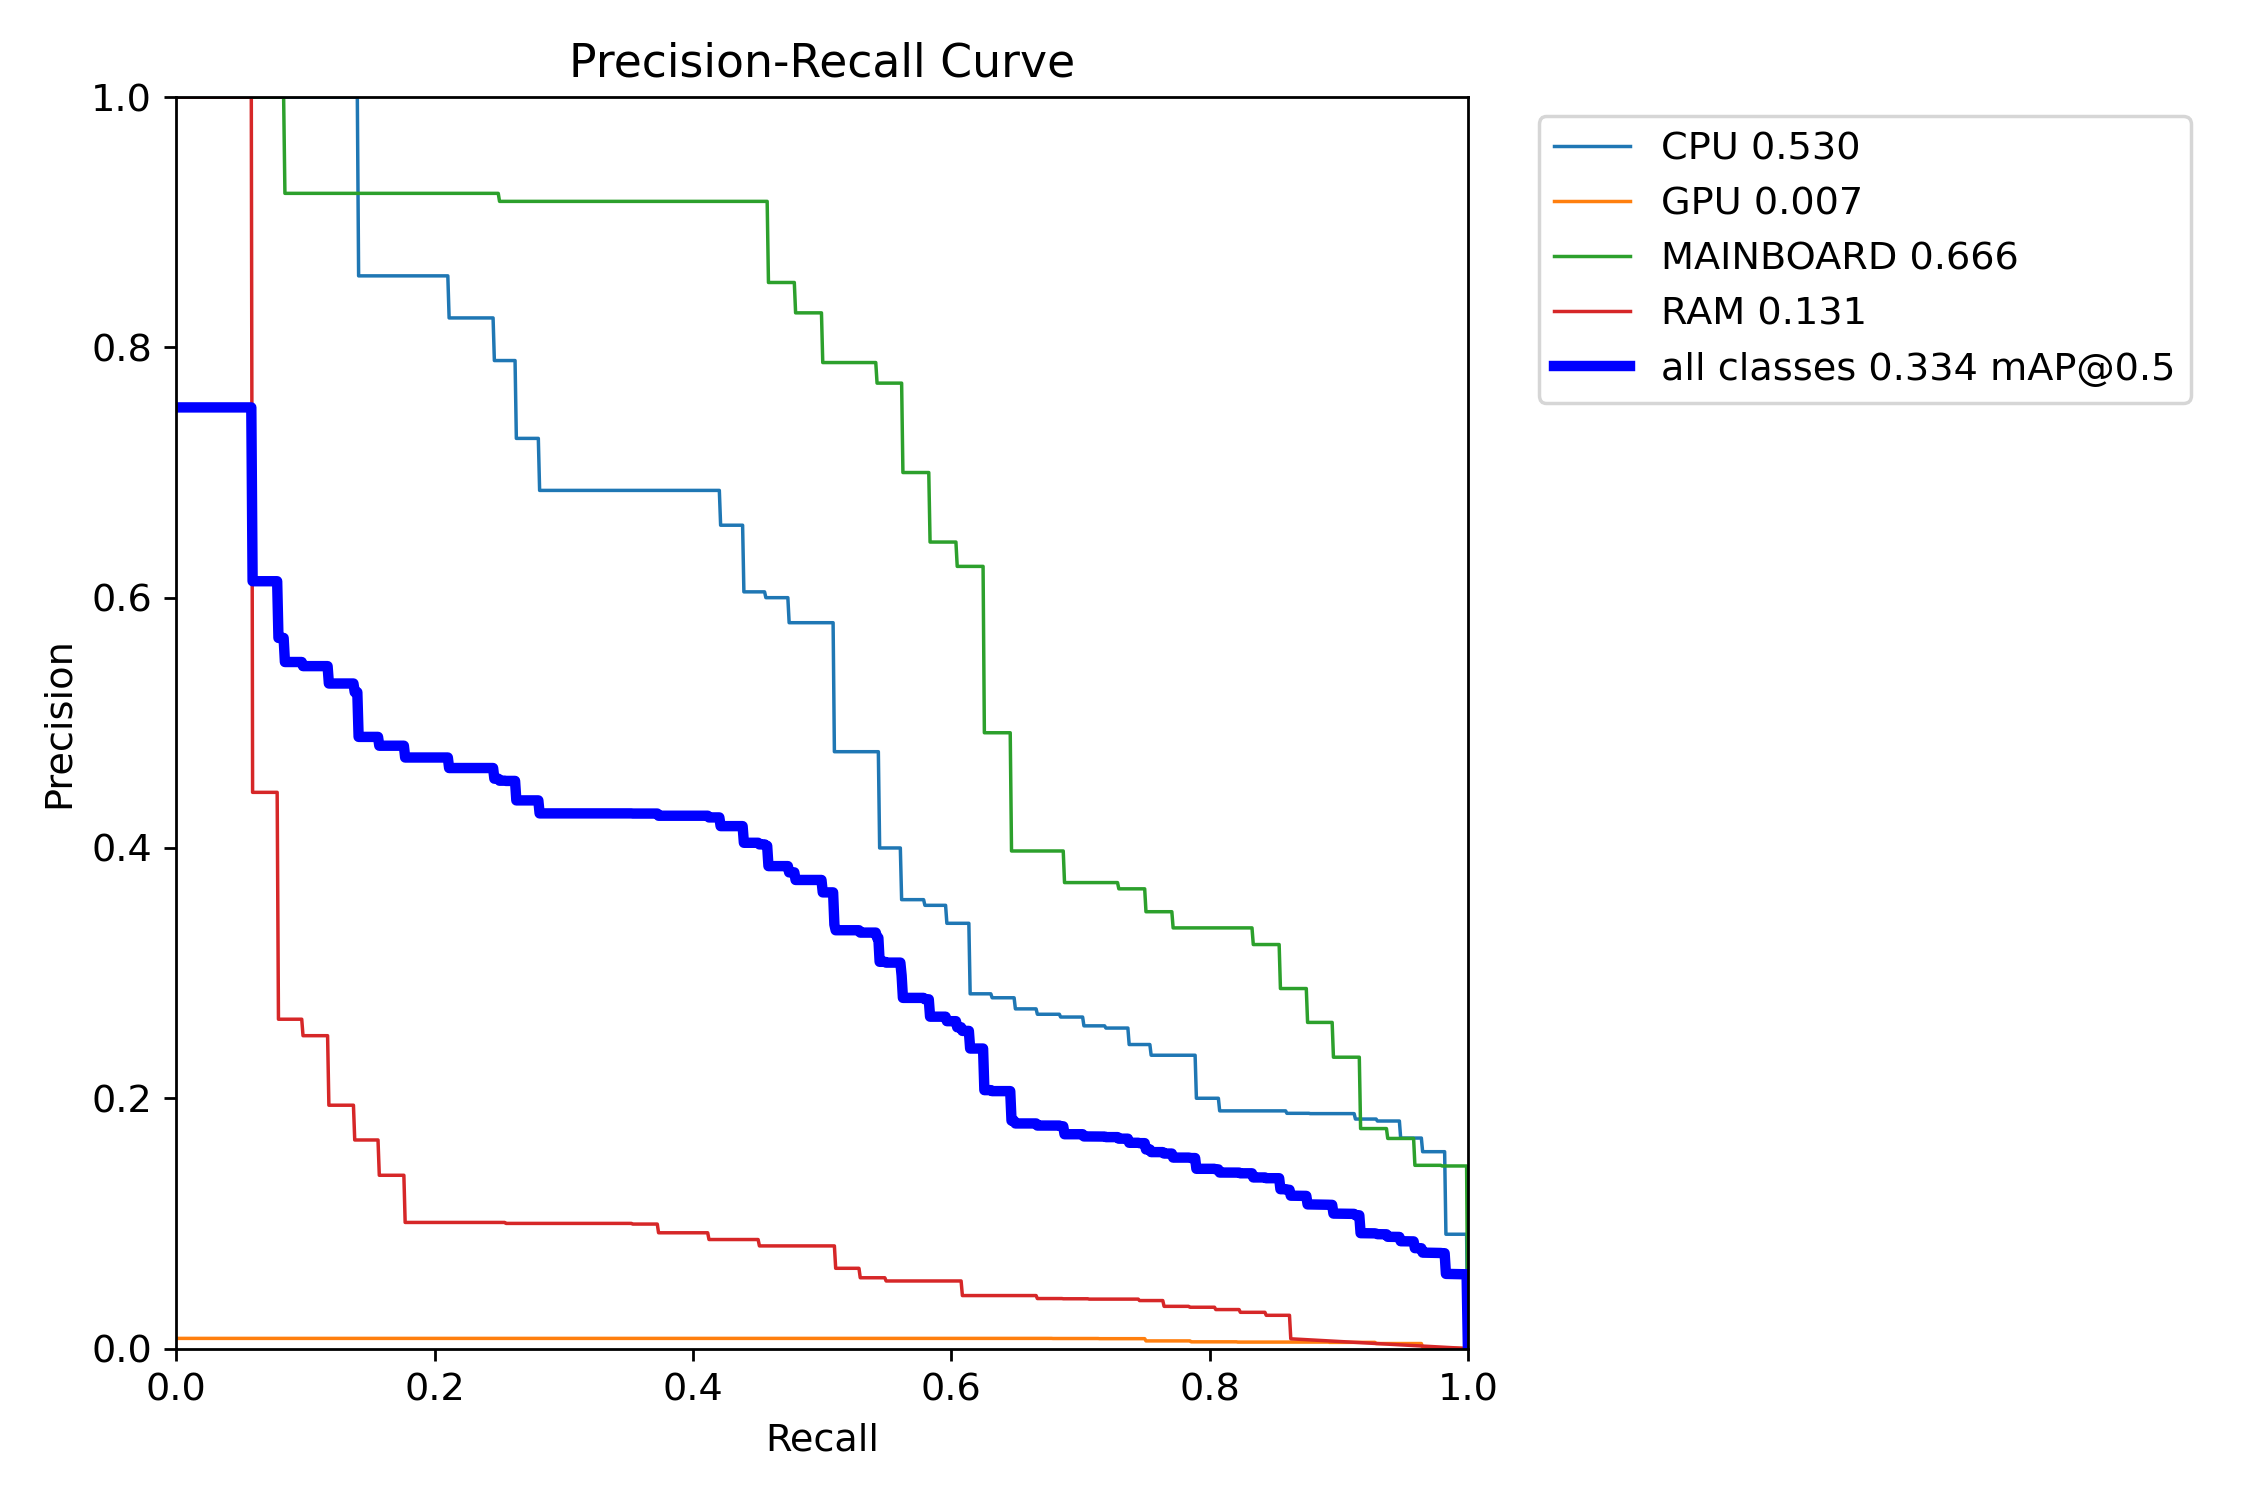 Precision-Recall Curve
1.0
0.8
0.6
0.4
0.2
0.0
Precision
0.0 0.2 0.4 0.6 0.8 1.0
Recall
CPU 0.530
GPU 0.007
MAINBOARD 0.666
RAM 0.131
all classes 0.334 mAP@0.5